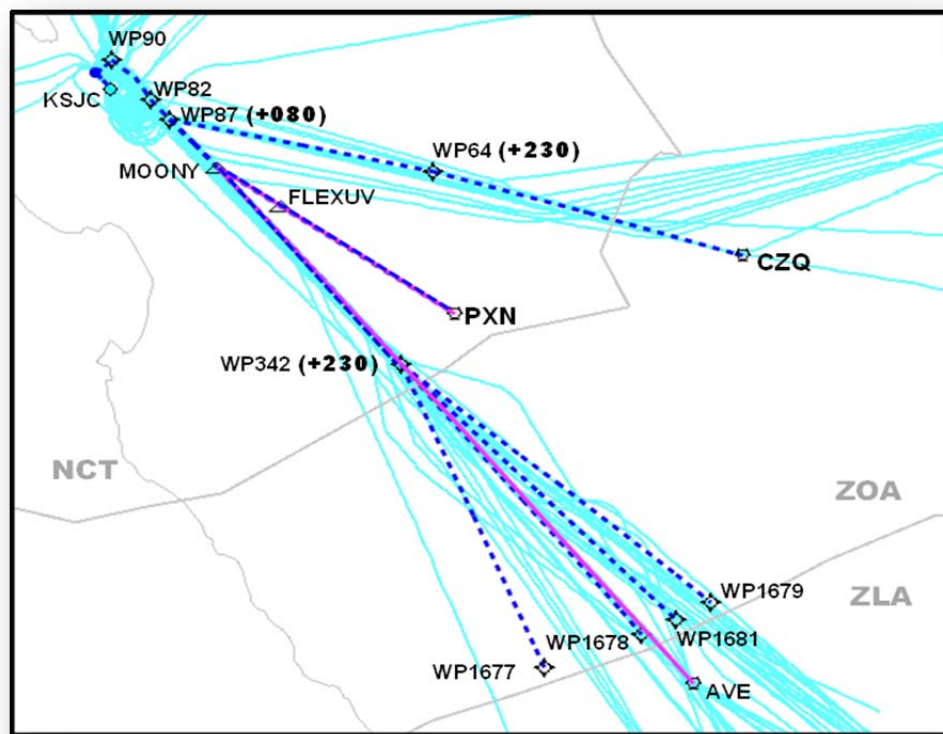 WP90
WP82
KSJC
WP87 (+080)
WP64 (+230)
MOONY
FLEXUV
CZQ
PXN
WP342 (+230)
NCT
ZOA
WP1679
ZLA
WP1678
WP1681
WP1677
AVE